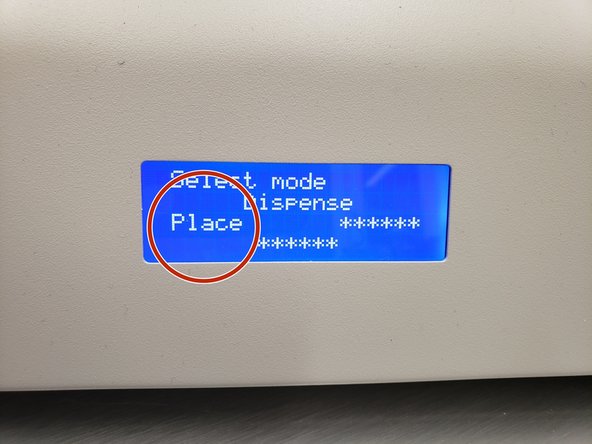 Select mode
Dispense
Place ******
******